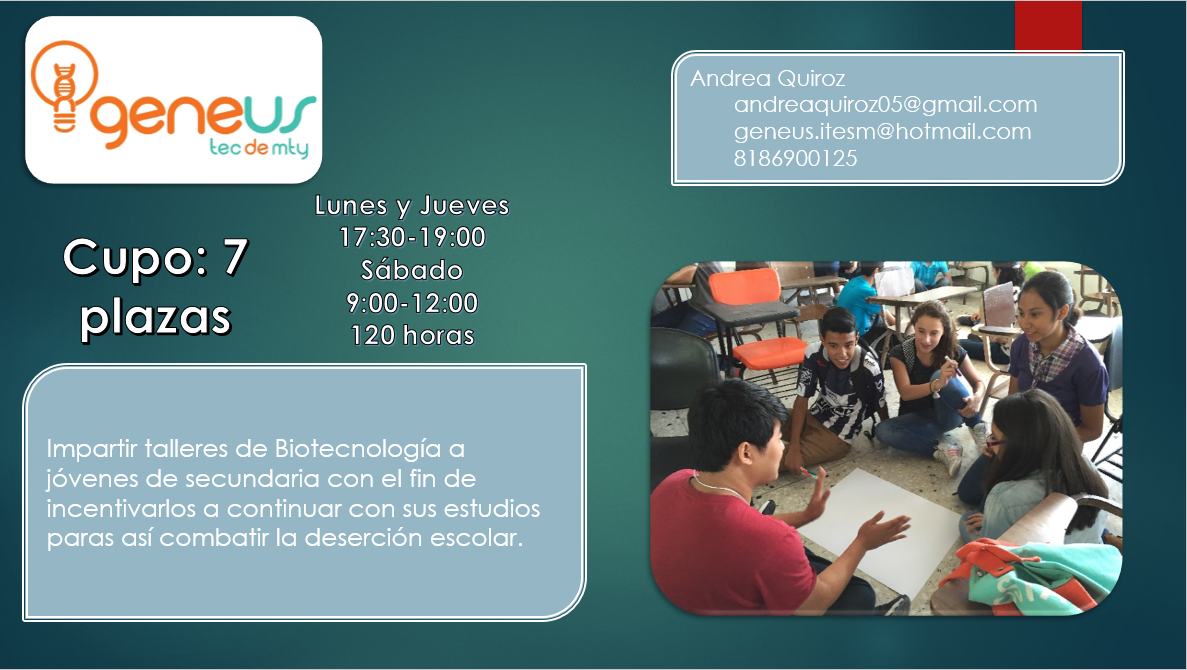 geneus
tec de mty
Andrea Quiroz
andreaquiroz05@gmail.com
geneus.itesm@hotmail.com
8186900125
Lunes y Jueves
17:30-19:00
Sábado
9:00-12:00
120 horas
Cupo: 7
plazas
Impartir talleres de Biotecnología a
jóvenes de secundaria con el fin de
incentivarlos a continuar con sus estudios
paras así combatir la deserción escolar.